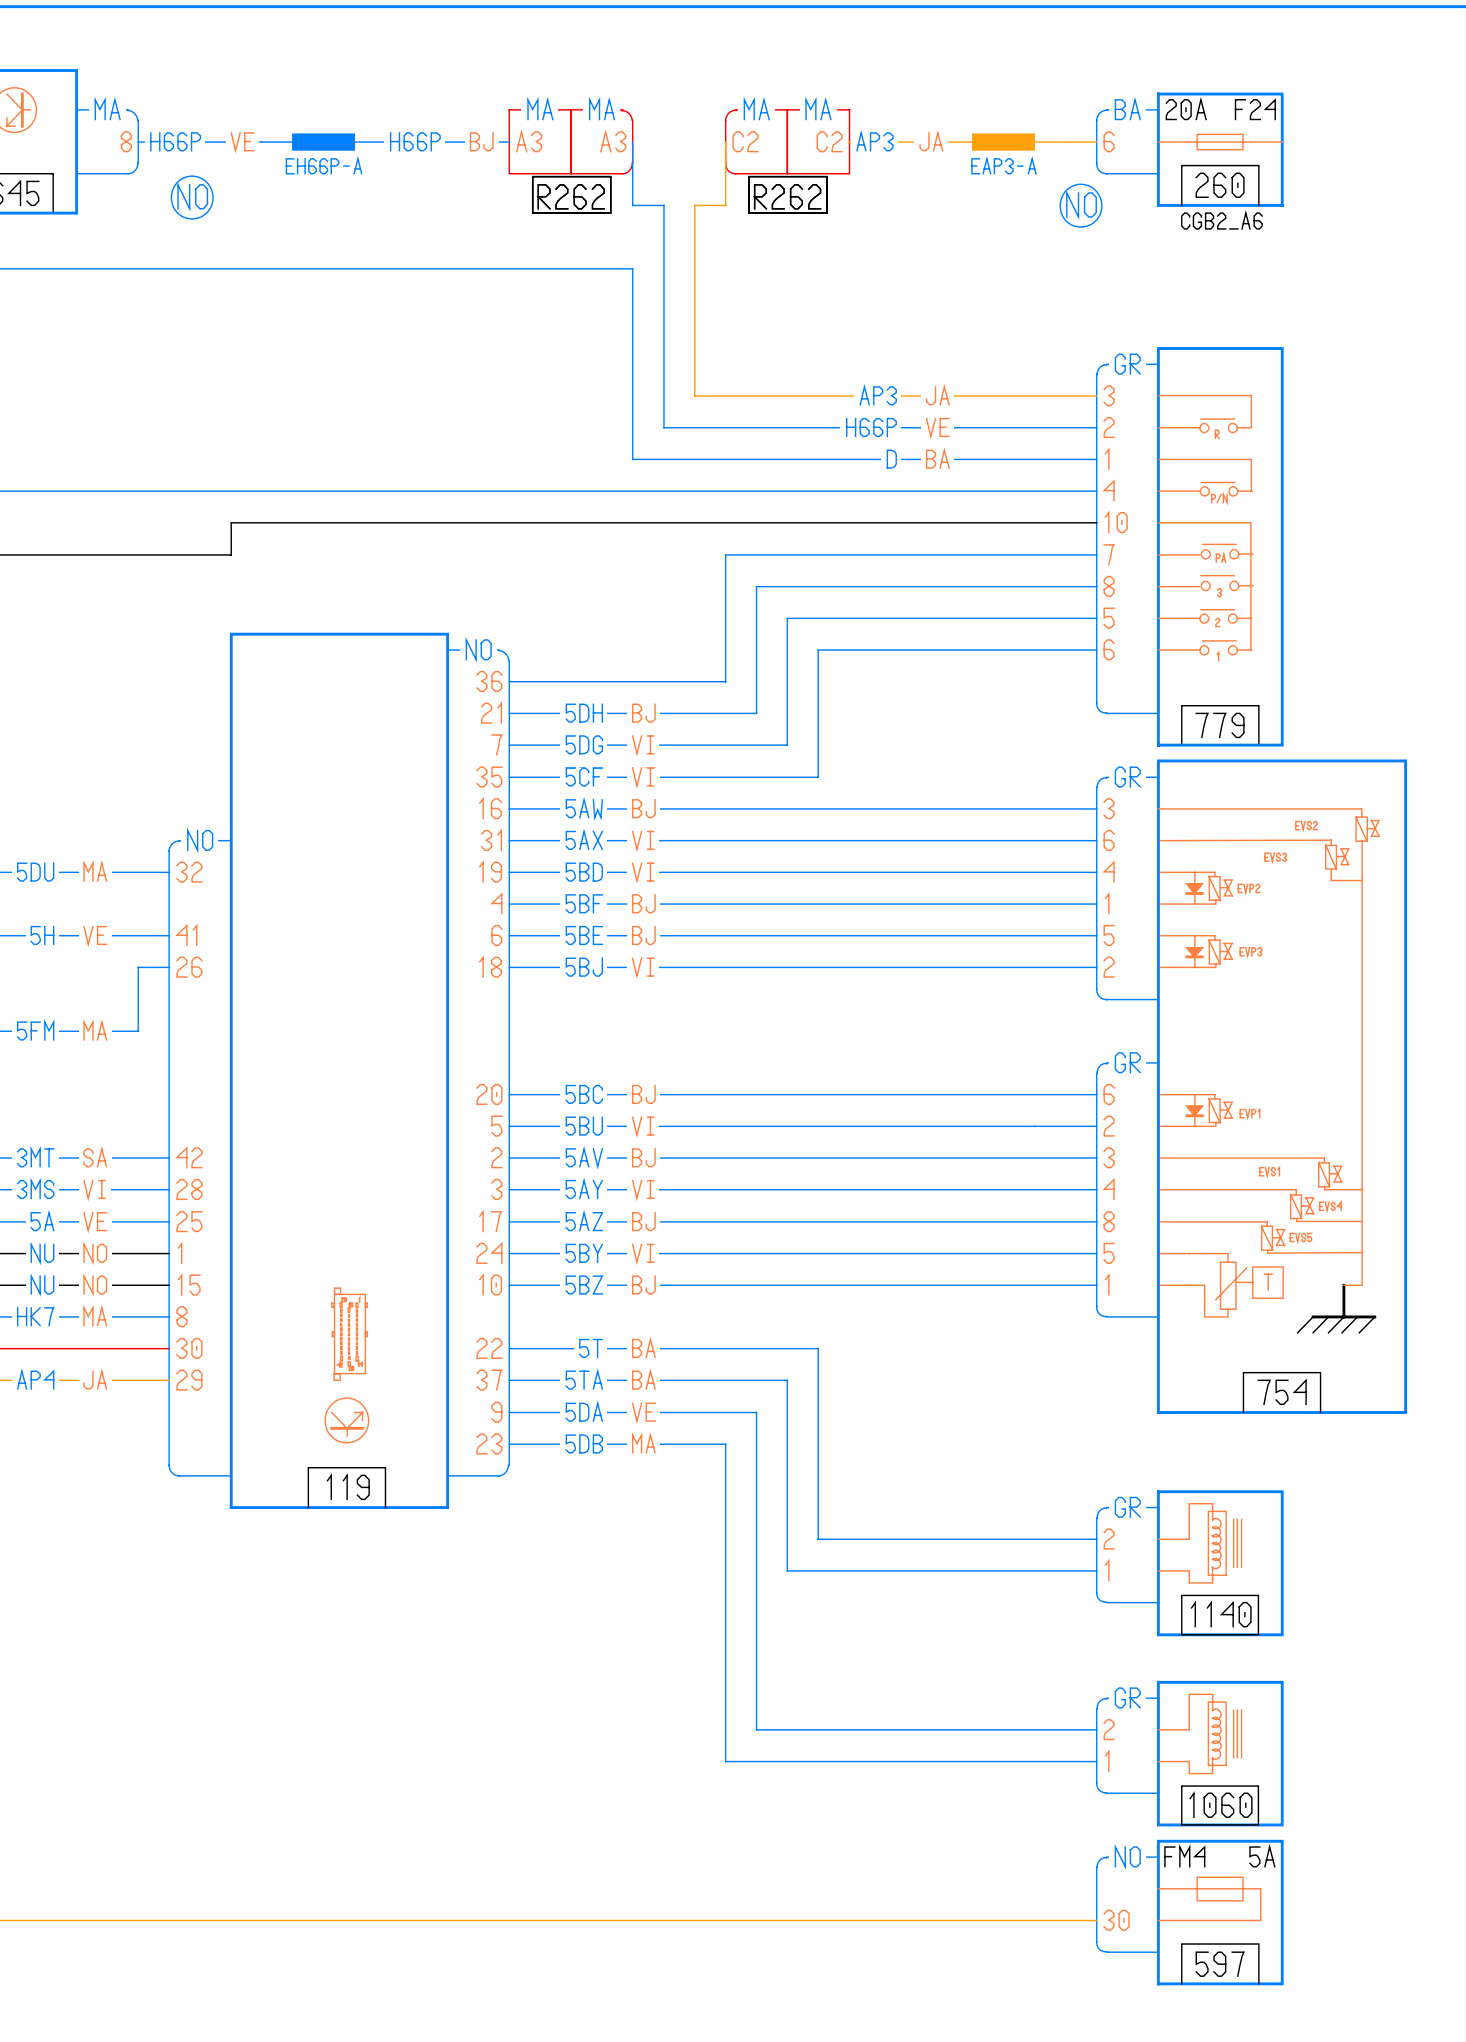 MA MA MA MA MA BA 20A F24
8 H66P VE H66P BJ A3 A3 C2 C2 AP3 JA 6
EH66P-A EAP3-A
S45 NO R262 R262 NO 260
CGB2_A6
GR
AP3 JA 3
H66P VE 2 R
D BA 1
4 P/N
10
7 PA
8 3
5 2
NO 6 1
36
21 5DH BJ 779
7 5DG VI
35 5CF VI GR
16 5AW BJ 3 EVS2
NO 31 5AX VI 6 EVS3
5DU MA 32 19 5BD VI 4 EVP2
4 5BF BJ 1
5H VE 41 6 5BE BJ 5 EVP3
26 18 5BJ VI 2
5FM MA
GR
20 5BC BJ 6 EVP1
5 5BU VI 2
3MT SA 42 2 5AV BJ 3 EVS1
3MS VI 28 3 5AY VI 4 EVS4
5A VE 25 17 5AZ BJ 8 EVS5
NU NO 1 24 5BY VI 5
NU NO 15 10 5BZ BJ 1 T
HK7 MA 8
30 22 5T BA
AP4 JA 29 37 5TA BA 754
9 5DA VE
23 5DB MA
119 GR
2
1
1140
GR
2
1
1060
NO FM4 5A
30
597